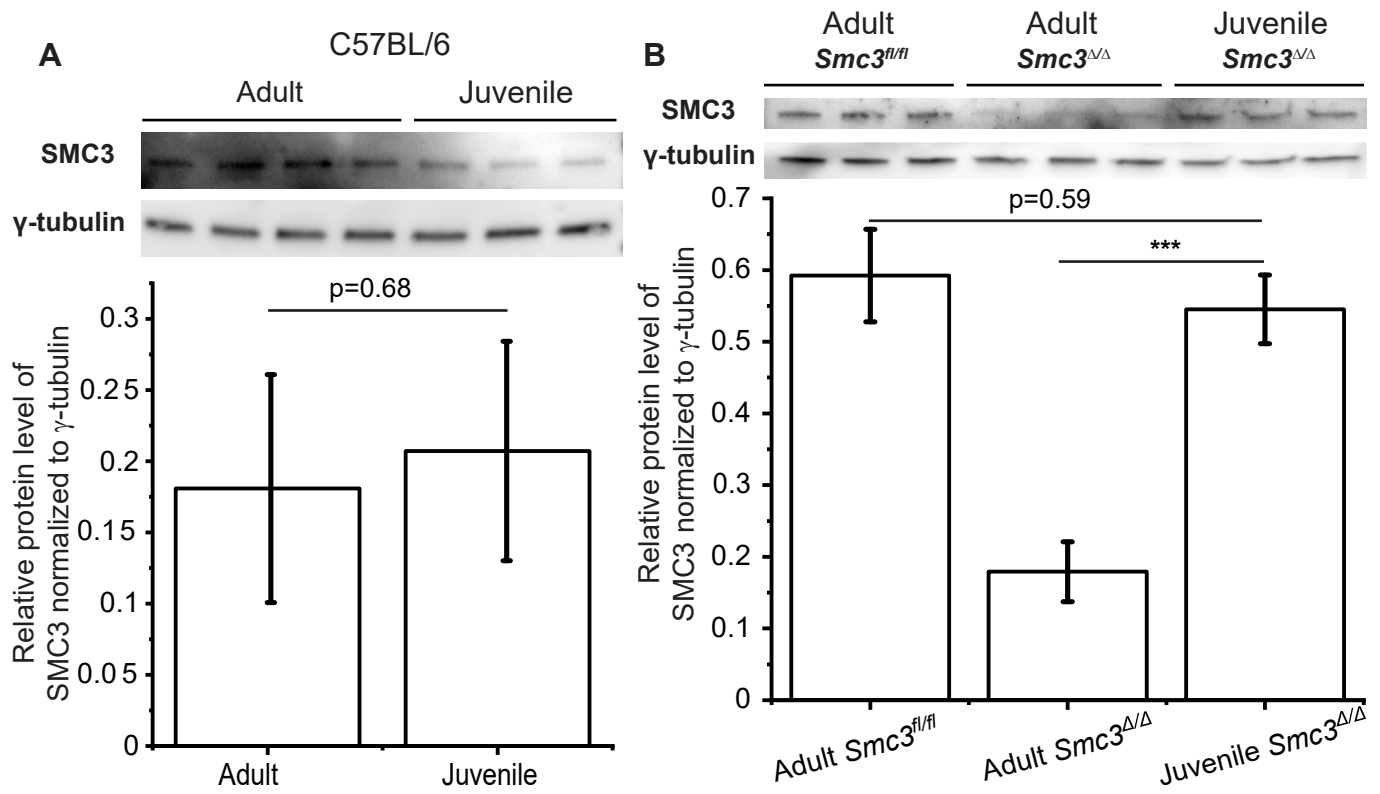 A
C57BL/6
Adult Juvenile
SMC3
γ-tubulin
p=0.68
Relative protein level of
SMC3 normalized to γ-tubulin
0.3
0.25
0.2
0.15
0.1
0.05
0
Adult Juvenile
B
Adult Adult Juvenile
Smc3fl/fl Smc3Δ/Δ Smc3Δ/Δ
SMC3
γ-tubulin
p=0.59
***
Relative protein level of
SMC3 normalized to γ-tubulin
0.7
0.6
0.5
0.4
0.3
0.2
0.1
0
Adult Smc3fl/fl
Adult Smc3Δ/Δ
Juvenile Smc3Δ/Δ